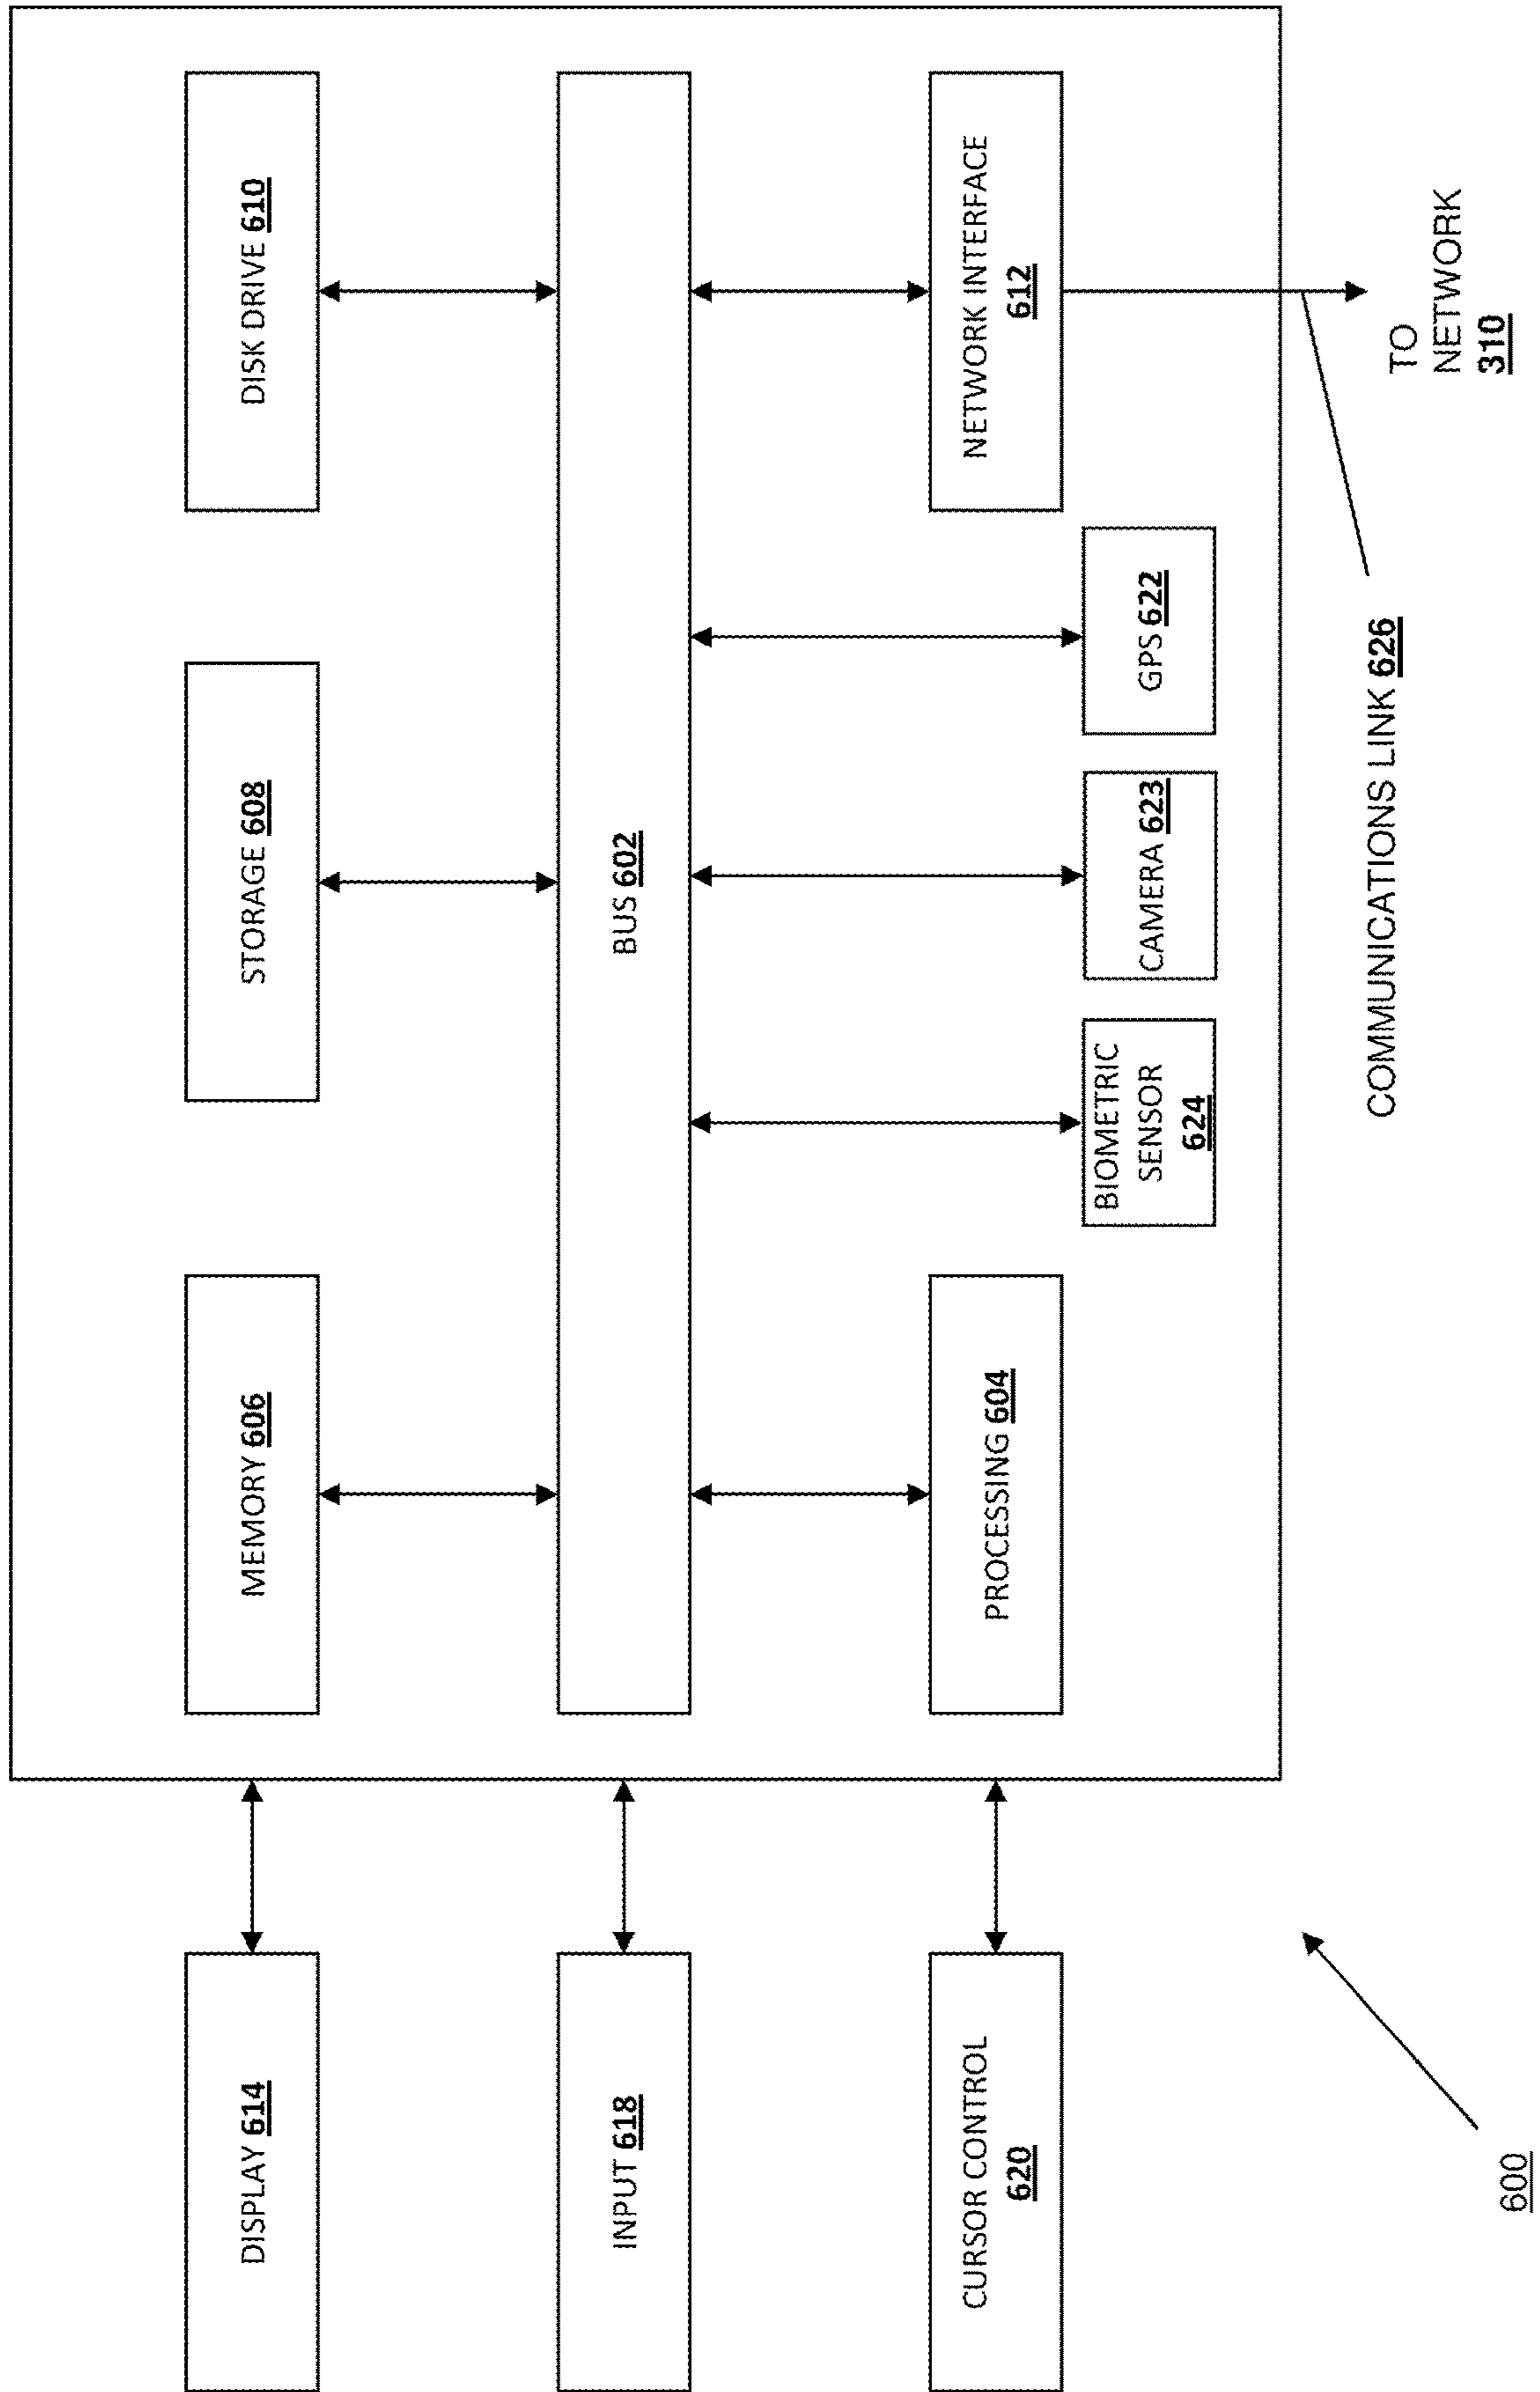 DISPLAY 614
MEMORY 606
STORAGE 608
DISK DRIVE 610
INPUT 618
BUS 602
CURSOR CONTROL
620
PROCESSING 604
NETWORK INTERFACE
612
BIOMETRIC
SENSOR
624
CAMERA 623
GPS 622
COMMUNICATIONS LINK 626
TO
NETWORK
310
600